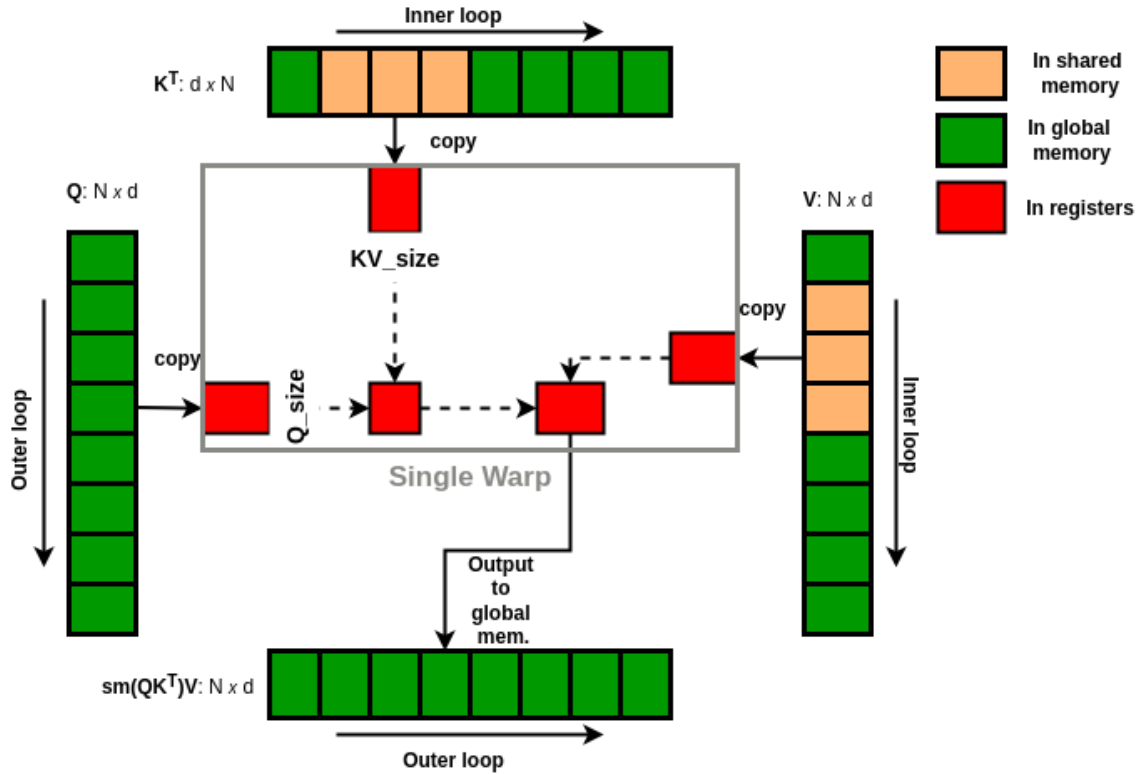 Inner loop
K^T: d x N
In shared
memory
In global
memory
In registers
copy
Q: N x d
V: N x d
KV_size
copy
copy
Q_size
Outer loop
Inner loop
Single Warp
Output
to
global
mem.
sm(QK^T)V: N x d
Outer loop